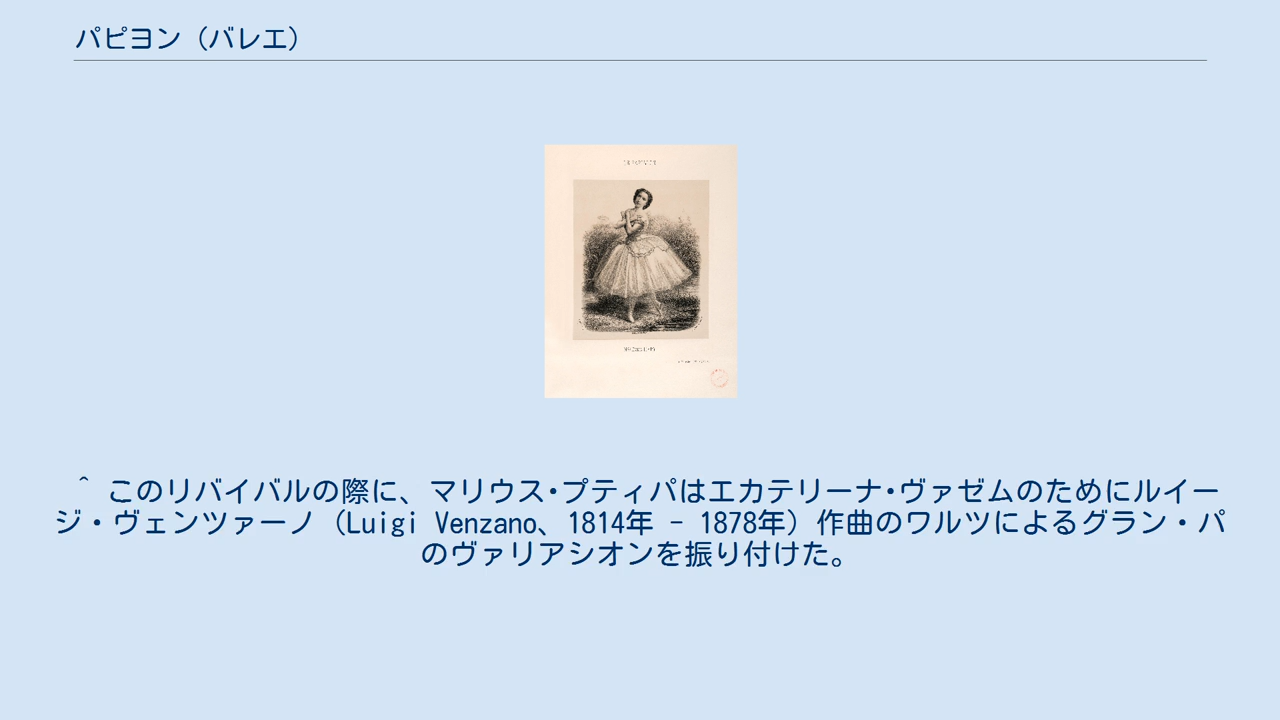 パピヨン (バレエ)
^ このリバイバルの際に、マリウス･プティパはエカテリーナ･ヴァゼムのためにルイー
ジ・ヴェンツァーノ (Luigi Venzano、1814年 - 1878年) 作曲のワルツによるグラン・パ
のヴァリアシオンを振り付けた。